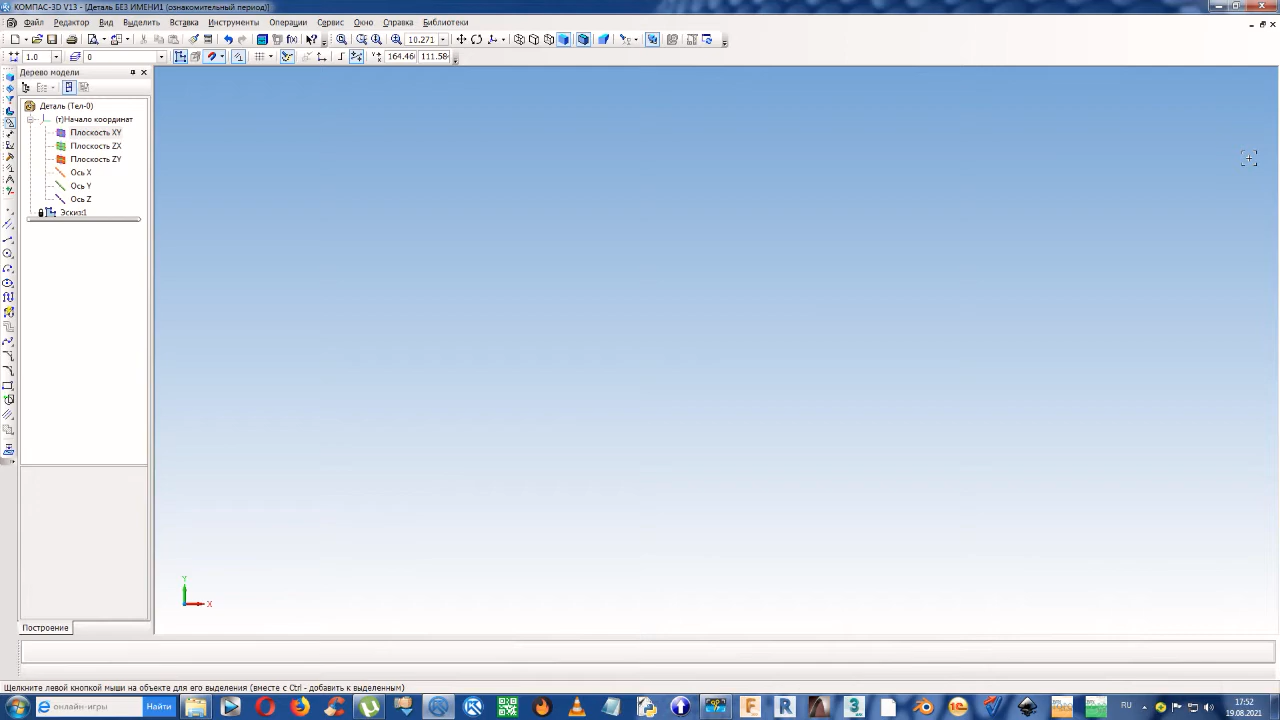 КОМПАС-3D V13 - [Деталь БЕЗ ИМЕНИ1 (ознакомительный период)]
Файл Редактор Вид Выделить Вставка Инструменты Операции Сервис Окно Справка Библиотеки
10.271
1.0 0 164.46 111.58
Дерево модели
Деталь (Тел-0)
(т)Начало координат
Плоскость XY
Плоскость ZX
Плоскость ZY
Ось X
Ось Y
Ось Z
Эскиз:1
Y
X
Построение
Щелкните левой кнопкой мыши на объекте для его выделения (вместе с Ctrl - добавить к выделенным)
онлайн-игры Найти RU 17:52
19.08.2021